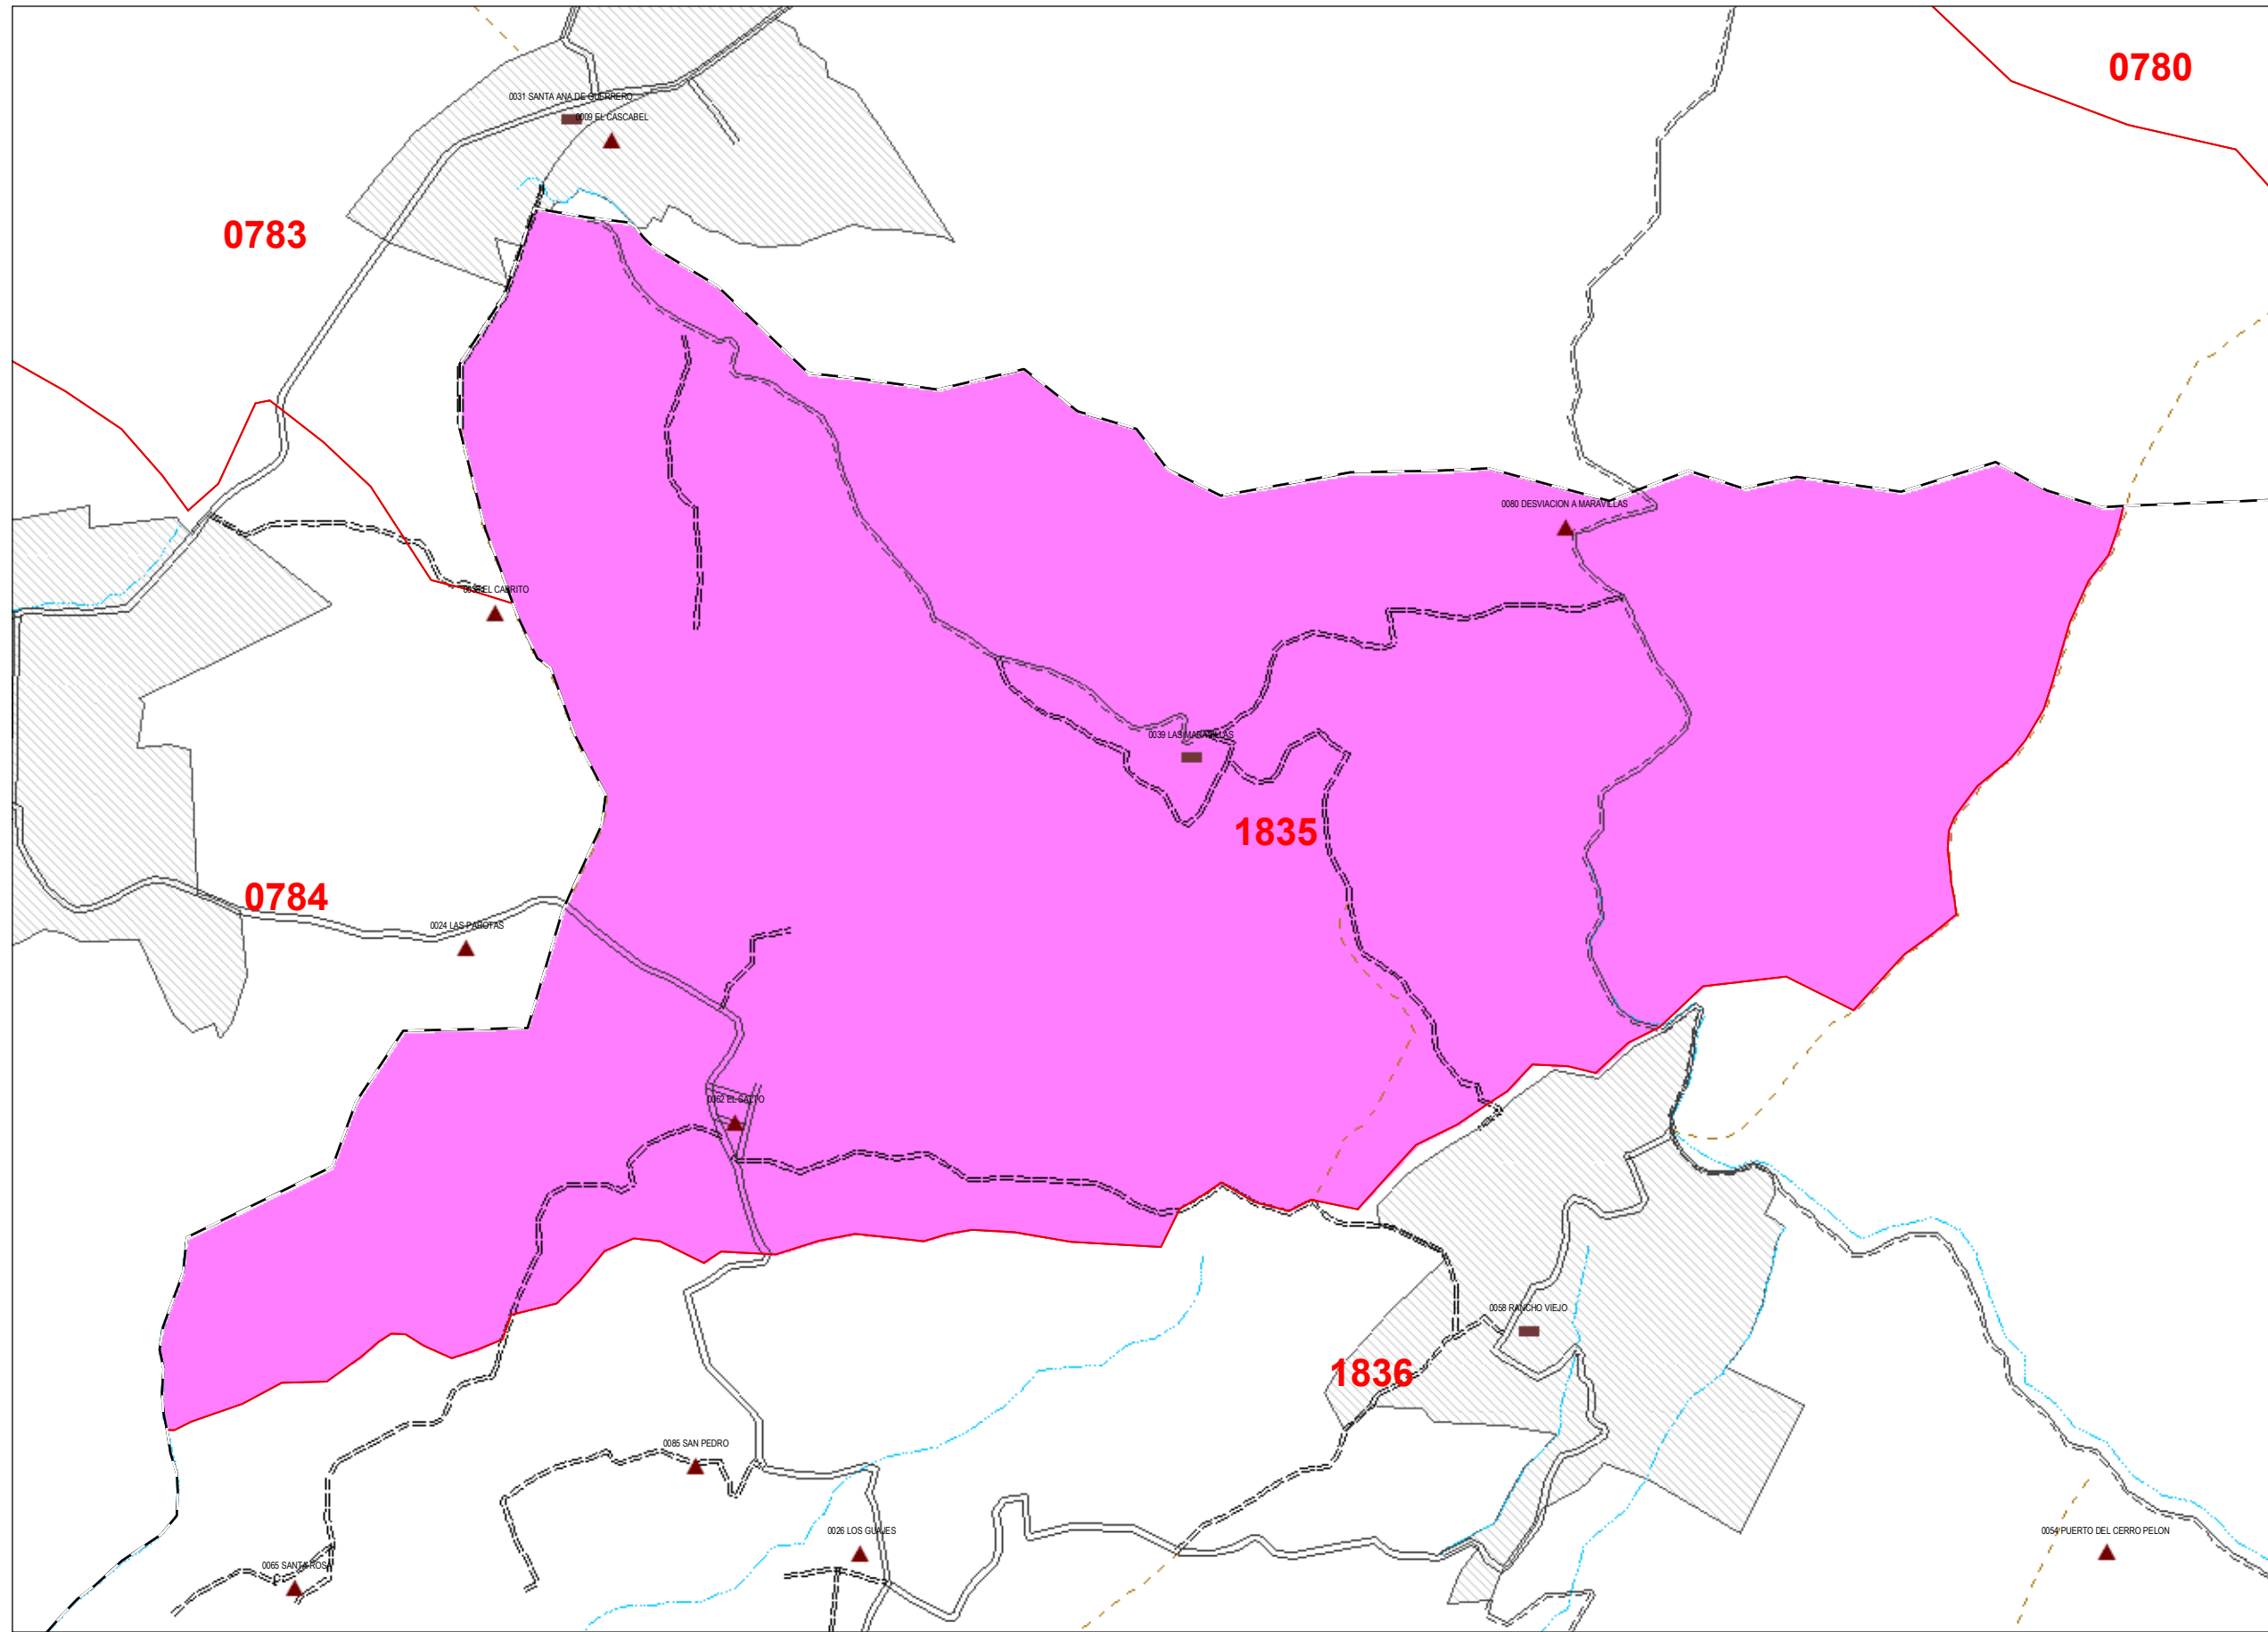 0780
0031 SANTA ANA DE GUERRERO
0009 EL CASCABEL
0783
0080 DESVIACION A MARAVILLAS
EL CABRITO
0039 LAS MARAVILLAS
1835
0784
0024 LAS PAROTAS
0062 EL SALTO
0058 RANCHO VIEJO
1836
0085 SAN PEDRO
0026 LOS GUAJES
0054 PUERTO DEL CERRO PELON
0065 SANTA ROSA